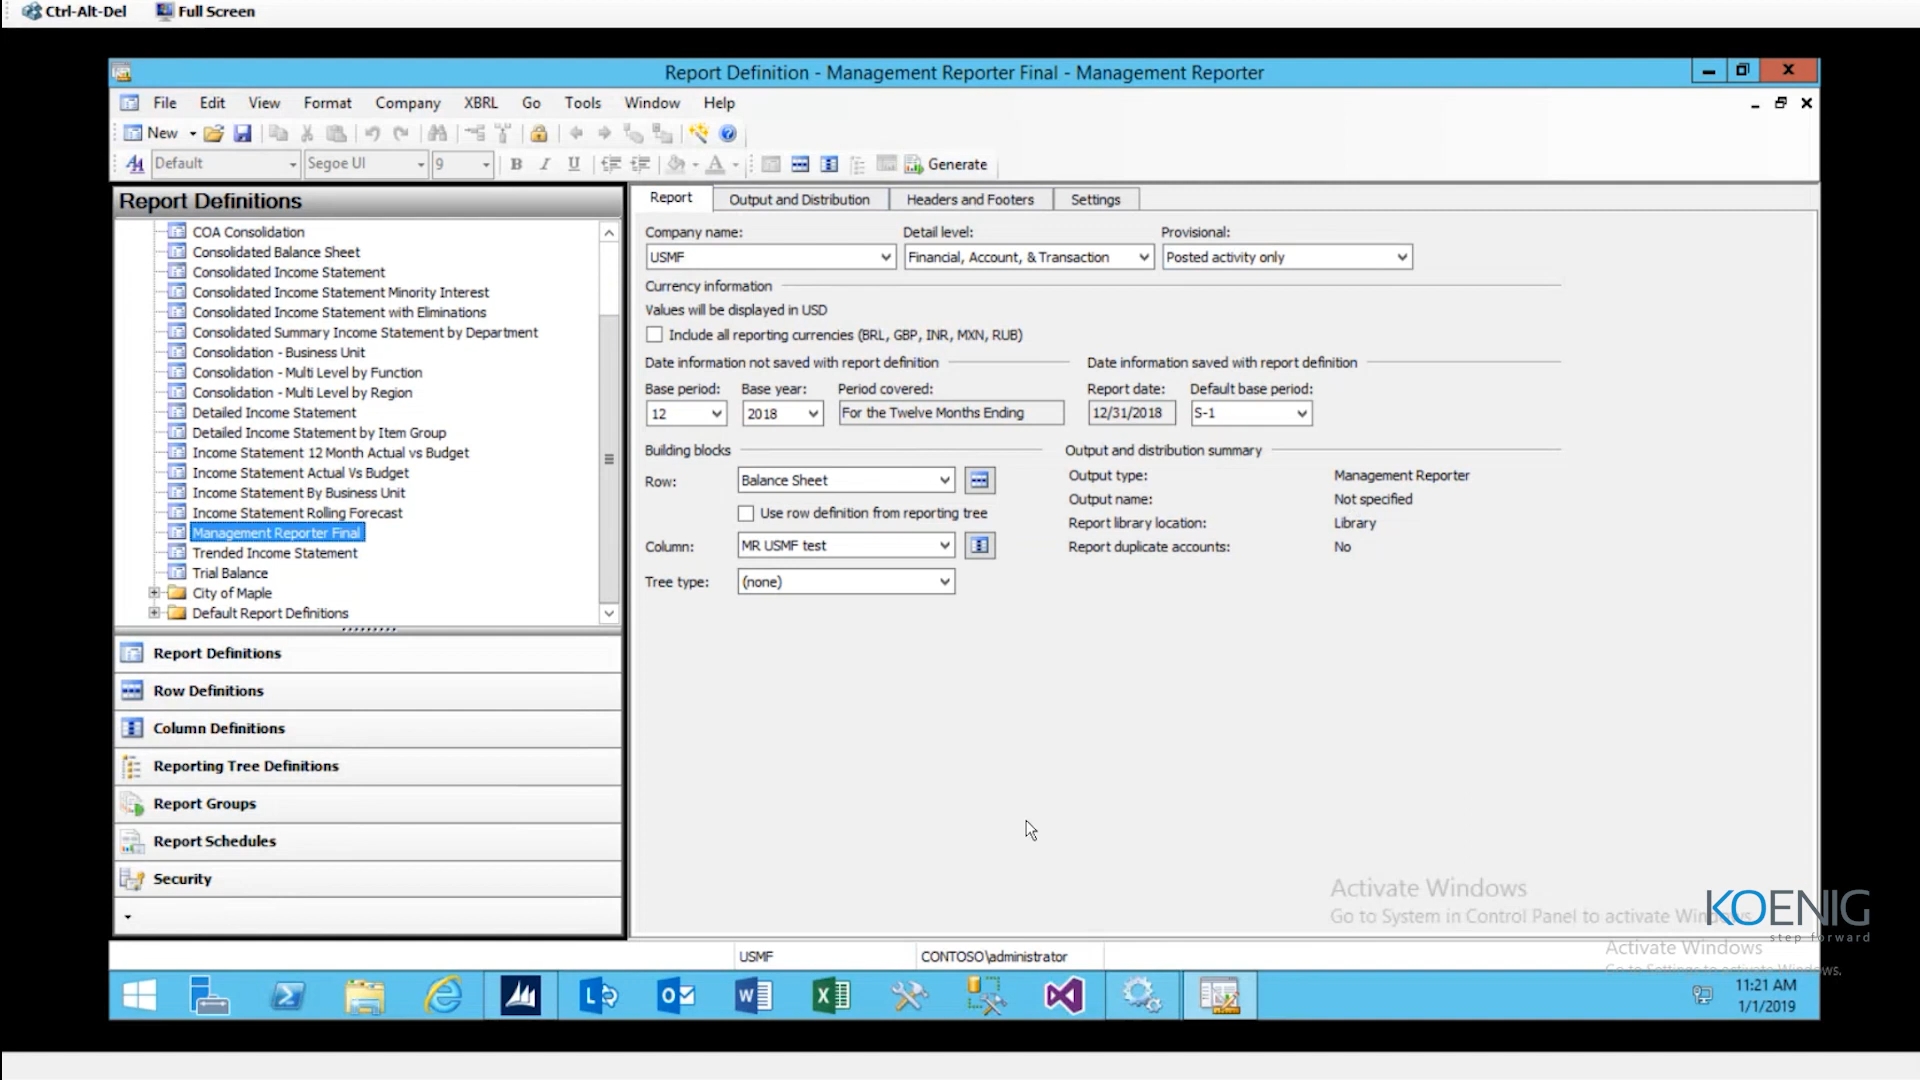 Ctrl-Alt-Del Full Screen
Report Definition - Management Reporter Final - Management Reporter
File Edit View Format Company XBRL Go Tools Window Help
New
Default Segoe UI 9 B I U A Generate
Report Definitions
COA Consolidation
Consolidated Balance Sheet
Consolidated Income Statement
Consolidated Income Statement Minority Interest
Consolidated Income Statement with Eliminations
Consolidated Summary Income Statement by Department
Consolidation - Business Unit
Consolidation - Multi Level by Function
Consolidation - Multi Level by Region
Detailed Income Statement
Detailed Income Statement by Item Group
Income Statement 12 Month Actual vs Budget
Income Statement Actual Vs Budget
Income Statement By Business Unit
Income Statement Rolling Forecast
Management Reporter Final
Trended Income Statement
Trial Balance
City of Maple
Default Report Definitions
Report Definitions
Row Definitions
Column Definitions
Reporting Tree Definitions
Report Groups
Report Schedules
Security
Report Output and Distribution Headers and Footers Settings
Company name: Detail level: Provisional:
USMF Financial, Account, & Transaction Posted activity only
Currency information
Values will be displayed in USD
Include all reporting currencies (BRL, GBP, INR, MXN, RUB)
Date information not saved with report definition Date information saved with report definition
Base period: Base year: Period covered: Report date: Default base period:
12 2018 For the Twelve Months Ending 12/31/2018 S-1
Building blocks Output and distribution summary
Row: Balance Sheet
Use row definition from reporting tree
Column: MR USMF test
Tree type: (none)
Output type: Management Reporter
Output name: Not specified
Report library location: Library
Report duplicate accounts: No
Activate Windows
Go to System in Control Panel to activate Windows.
KOENIG
step forward
Activate Windows
Go to Settings to activate Windows.
USMF CONTOSO\administrator
11:21 AM
1/1/2019